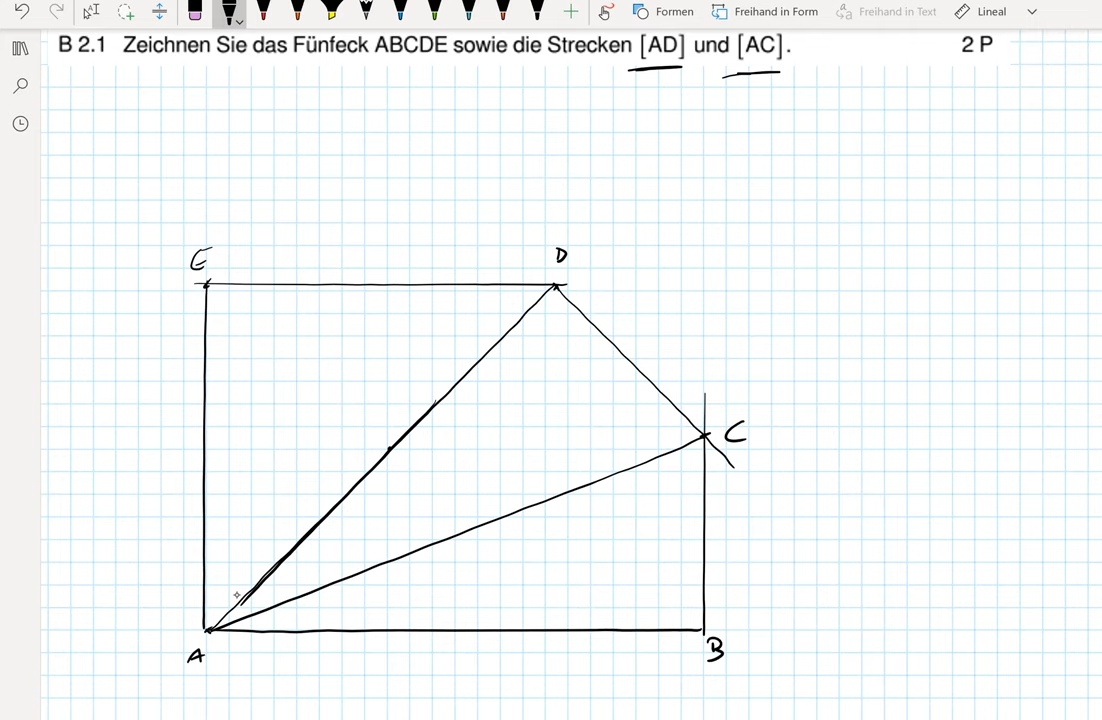 Formen Freihand in Form Freihand in Text Lineal
B 2.1 Zeichnen Sie das Fünfeck ABCDE sowie die Strecken [AD] und [AC]. 2 P
E D
C
A B